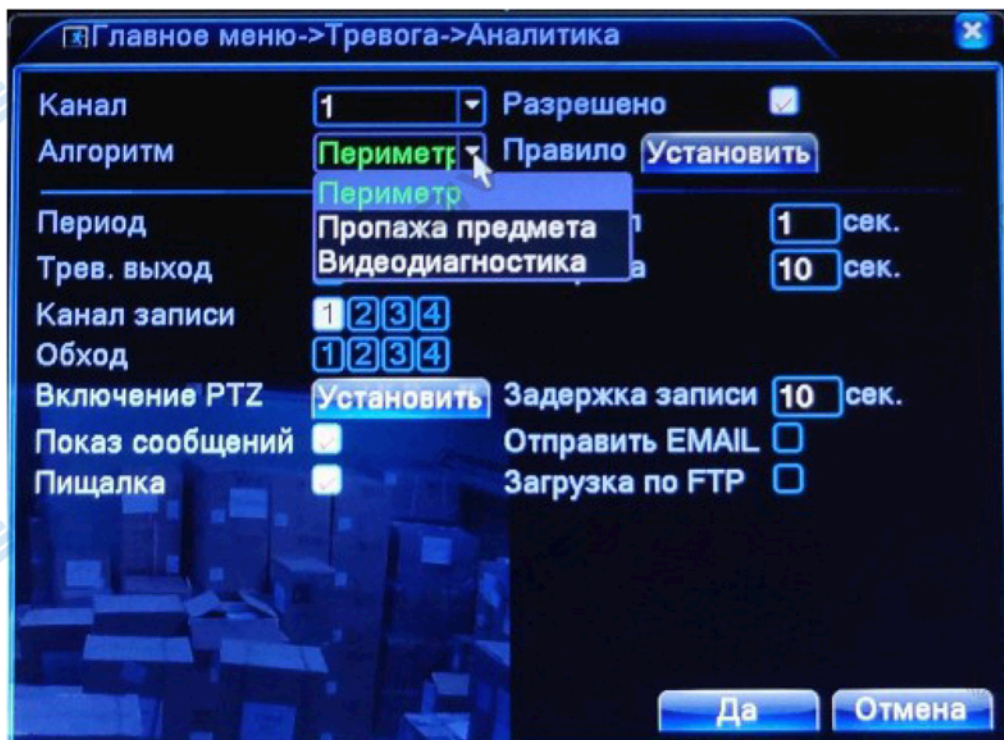 Главное меню->Тревога->Аналитика
Канал 1 Разрешено
Алгоритм Периметр Правило Установить
Периметр
Период 1 сек.
Пропажа предмета
Трев. выход 10 сек.
Видеодиагностика
Канал записи 1 2 3 4
Обход 1 2 3 4
Включение PTZ Установить Задержка записи 10 сек.
Показ сообщений Отправить EMAIL
Пищалка Загрузка по FTP
Да Отмена